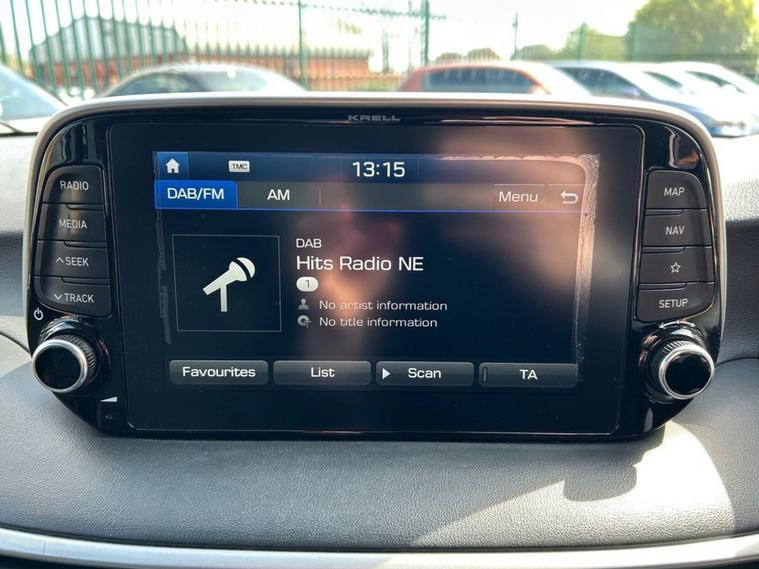 KRELL
TMC
13:15
DAB/FM
AM
Menu
DAB
Hits Radio NE
1
No artist information
No title information
Favourites
List
Scan
TA
RADIO
MEDIA
SEEK
TRACK
MAP
NAV
SETUP